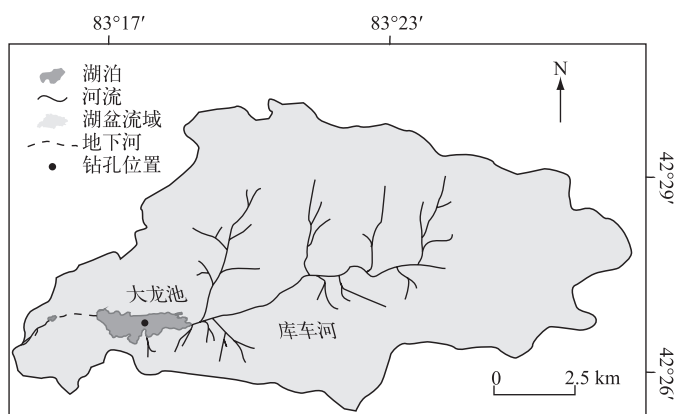 83°17′ 83°23′
湖泊
河流
湖盆流域
地下河
钻孔位置
N
42°29′
大龙池
库车河
0 2.5 km
42°26′